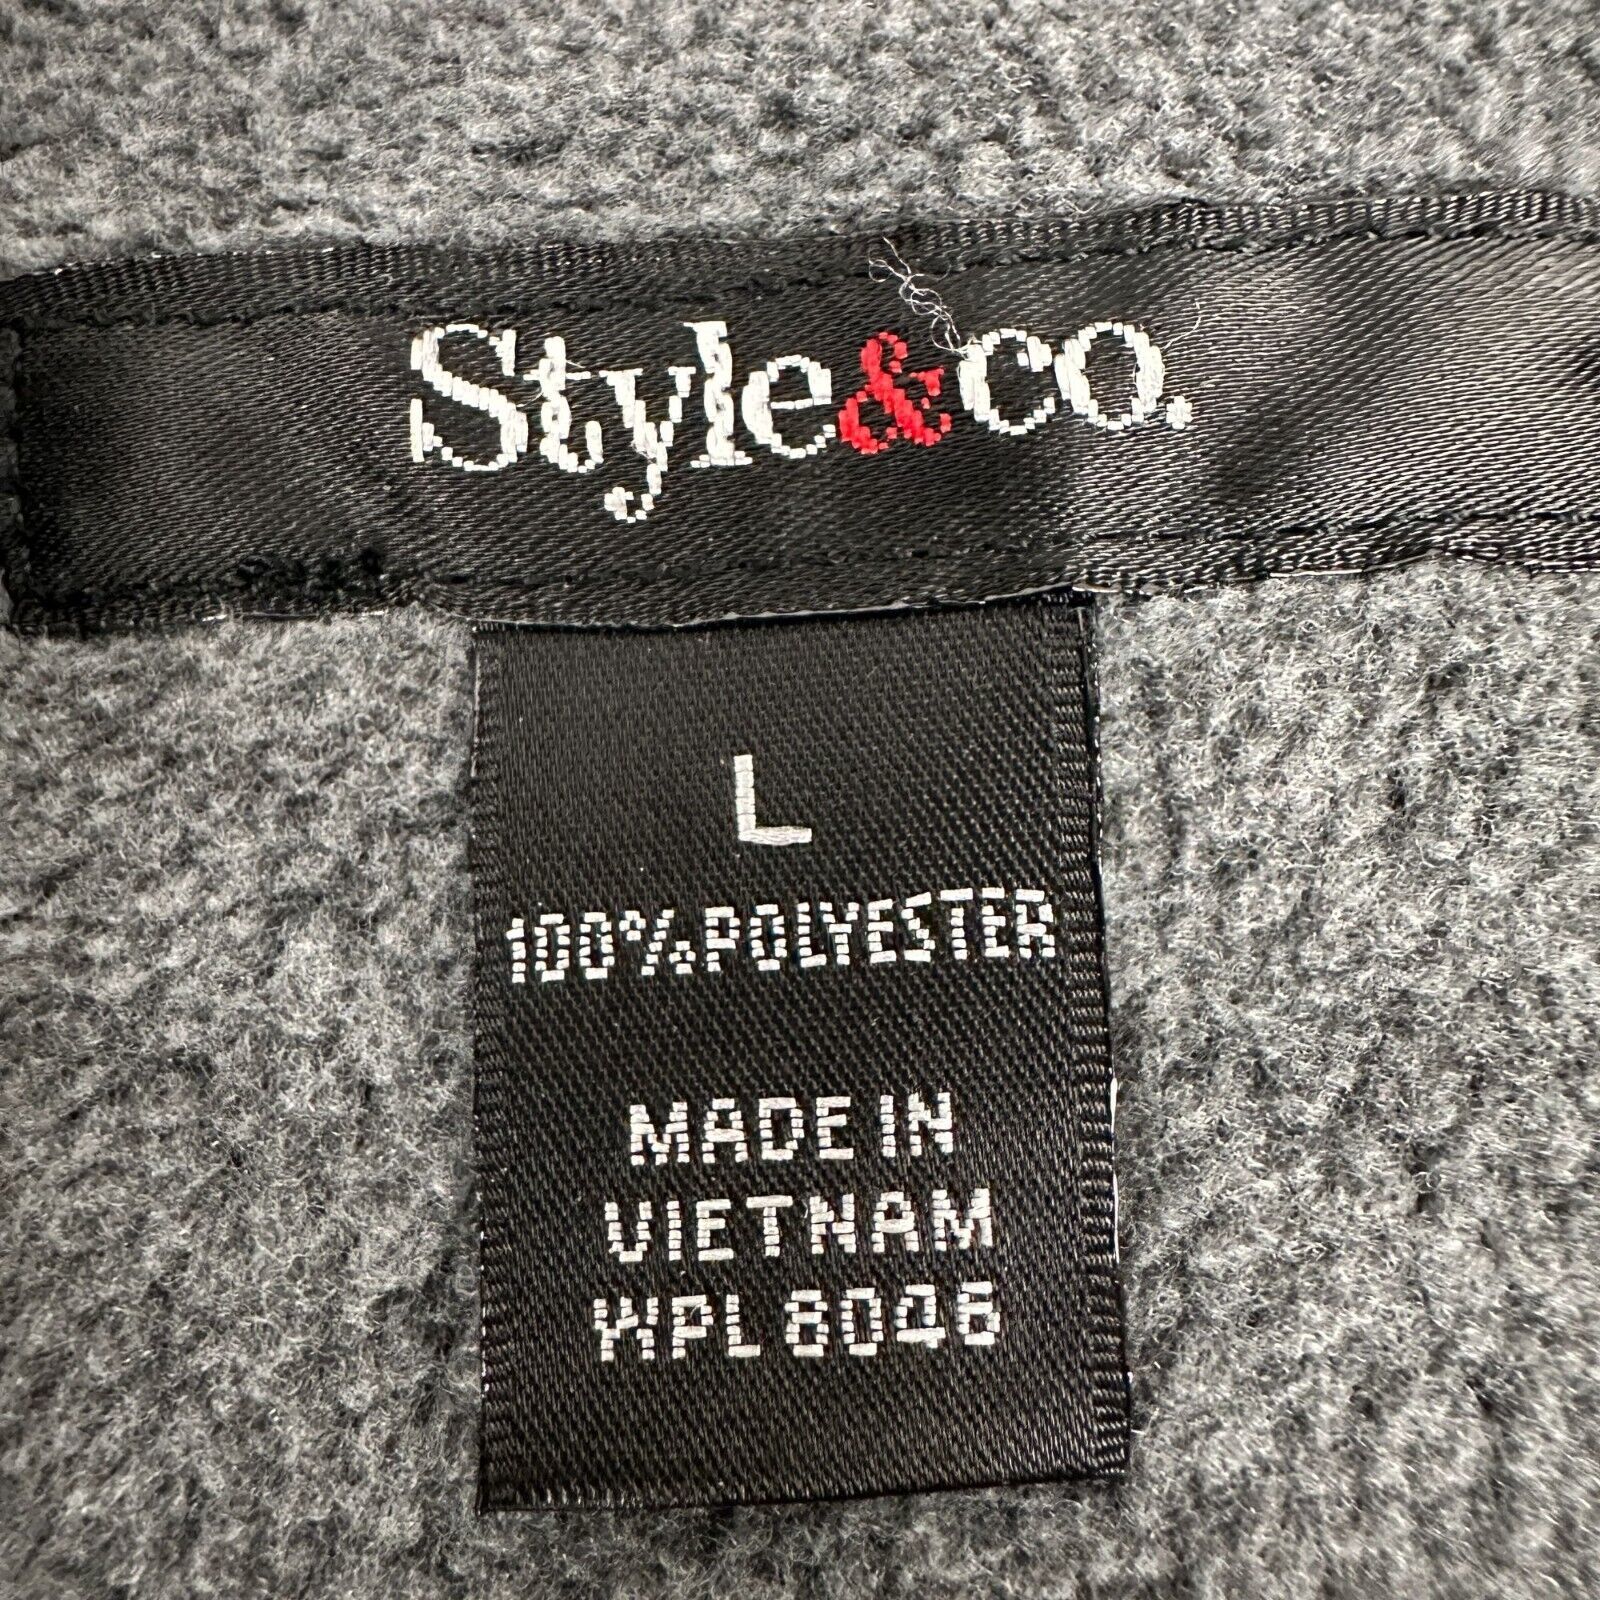 Style&co.
L
100% POLYESTER
MADE IN
VIETNAM
WPL 8046